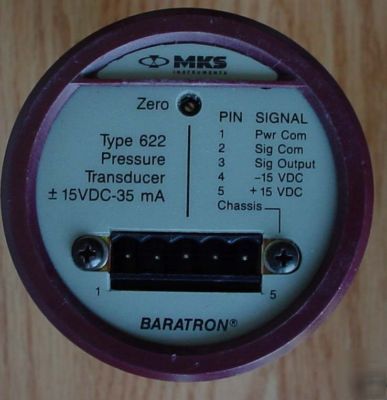 MKS
INSTRUMENTS
Zero
Type 622
Pressure
Transducer
± 15VDC-35 mA
PIN SIGNAL
1 Pwr Com
2 Sig Com
3 Sig Output
4 -15 VDC
5 +15 VDC
Chassis
1 5
BARATRON®